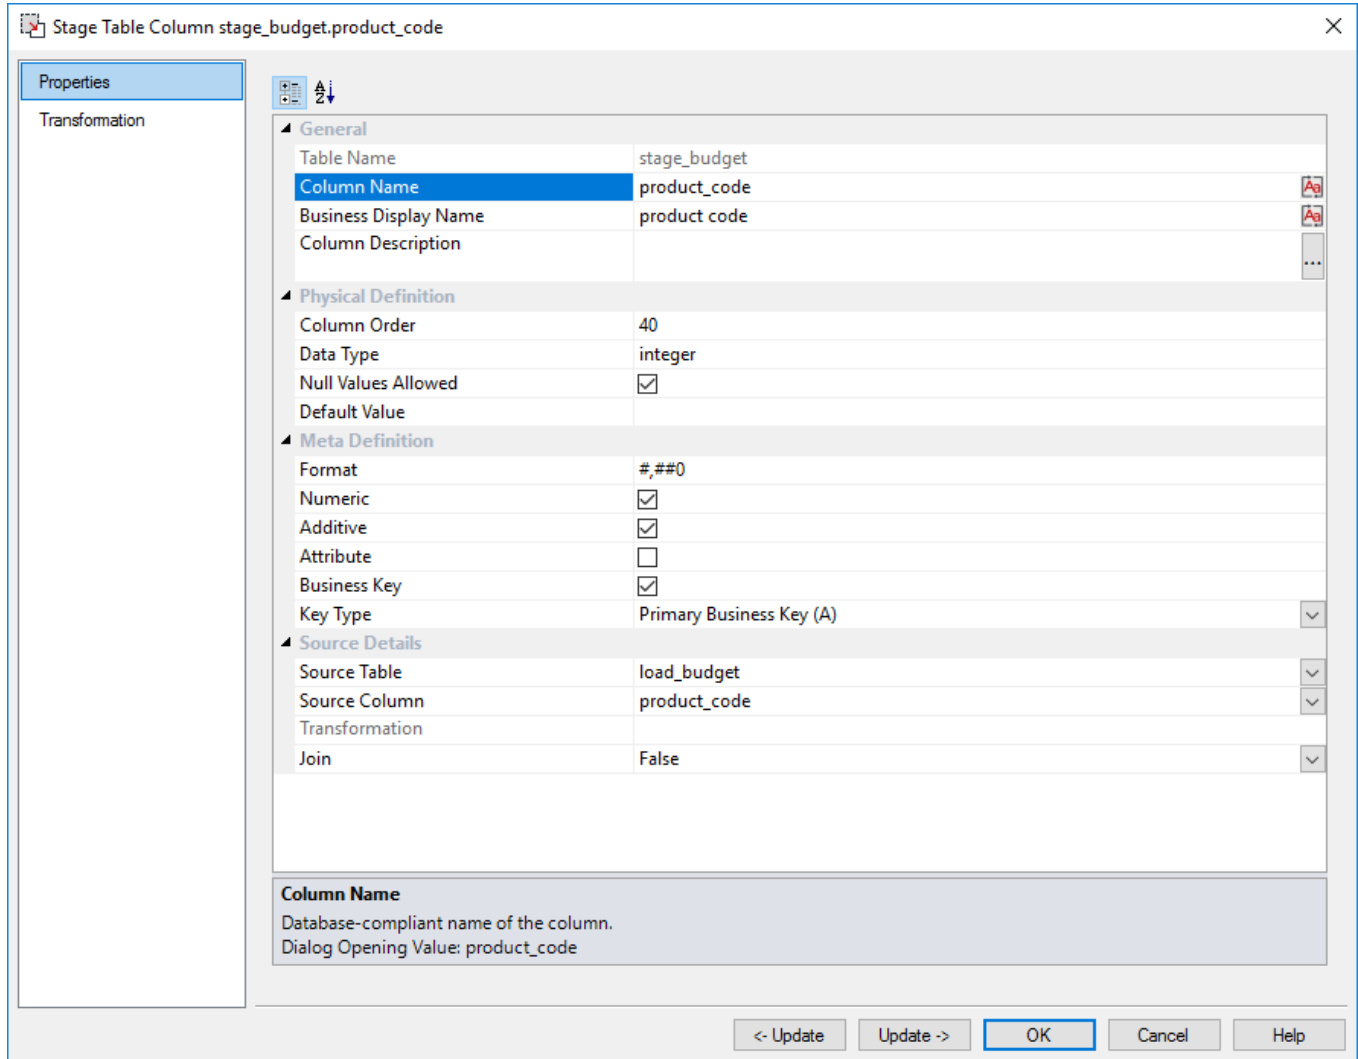 Stage Table Column stage_budget.product_code
Properties
Transformation
General
Table Name stage_budget
Column Name product_code
Business Display Name product code
Column Description
...
Physical Definition
Column Order 40
Data Type integer
Null Values Allowed
Default Value
Meta Definition
Format #,##0
Numeric
Additive
Attribute
Business Key
Key Type Primary Business Key (A)
Source Details
Source Table load_budget
Source Column product_code
Transformation
Join False
Column Name
Database-compliant name of the column.
Dialog Opening Value: product_code
<- Update Update -> OK Cancel Help